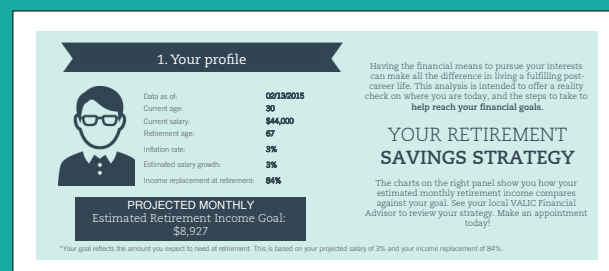 1. Your profile
Data as of: 02/13/2015
Current age: 30
Current salary: $44,000
Retirement age: 67
Inflation rate: 3%
Estimated salary growth: 3%
Income replacement at retirement: 84%
PROJECTED MONTHLY
Estimated Retirement Income Goal:
$8,927
Having the financial means to pursue your interests
can make all the difference in living a fulfilling post-
career life. This analysis is intended to offer a reality
check on where you are today, and the steps to take to
help reach your financial goals.
YOUR RETIREMENT
SAVINGS STRATEGY
The charts on the right panel show you how your
estimated monthly retirement income compares
against your goal. See your local VALIC Financial
Advisor to review your strategy. Make an appointment
today!
*Your goal reflects the amount you expect to need at retirement. This is based on your projected salary of 3% and your income replacement of 84%.